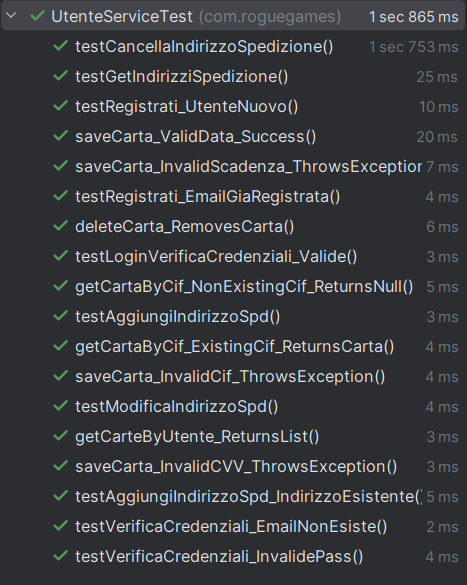 UtenteServiceTest (com.roguegames) 1 sec 865 ms
testCancellaIndirizzoSpedizione() 1 sec 753 ms
testGetIndirizziSpedizione() 25 ms
testRegistrati_UtenteNuovo() 10 ms
saveCarta_ValidData_Success() 20 ms
saveCarta_InvalidScadenza_ThrowsException 7 ms
testRegistrati_EmailGiaRegistrata() 4 ms
deleteCarta_RemovesCarta() 6 ms
testLoginVerificaCredenziali_Valide() 3 ms
getCartaByCif_NonExistingCif_ReturnsNull() 5 ms
testAggiungiIndirizzoSpd() 3 ms
getCartaByCif_ExistingCif_ReturnsCarta() 4 ms
saveCarta_InvalidCif_ThrowsException() 4 ms
testModificaIndirizzoSpd() 4 ms
getCarteByUtente_ReturnsList() 3 ms
saveCarta_InvalidCVV_ThrowsException() 3 ms
testAggiungiIndirizzoSpd_IndirizzoEsistente() 5 ms
testVerificaCredenziali_EmailNonEsiste() 2 ms
testVerificaCredenziali_InvalidePass() 4 ms